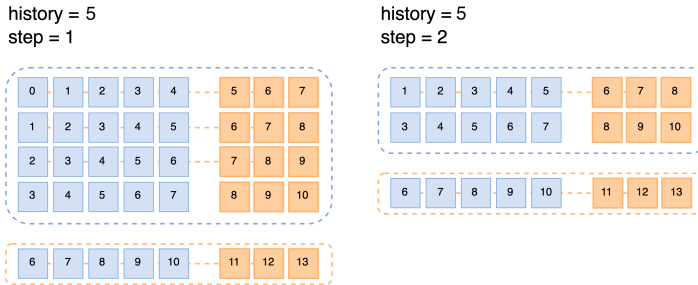 history = 5
step = 1
0 1 2 3 4 5 6 7
1 2 3 4 5 6 7 8
2 3 4 5 6 7 8 9
3 4 5 6 7 8 9 10
6 7 8 9 10 11 12 13
history = 5
step = 2
1 2 3 4 5 6 7 8
3 4 5 6 7 8 9 10
6 7 8 9 10 11 12 13